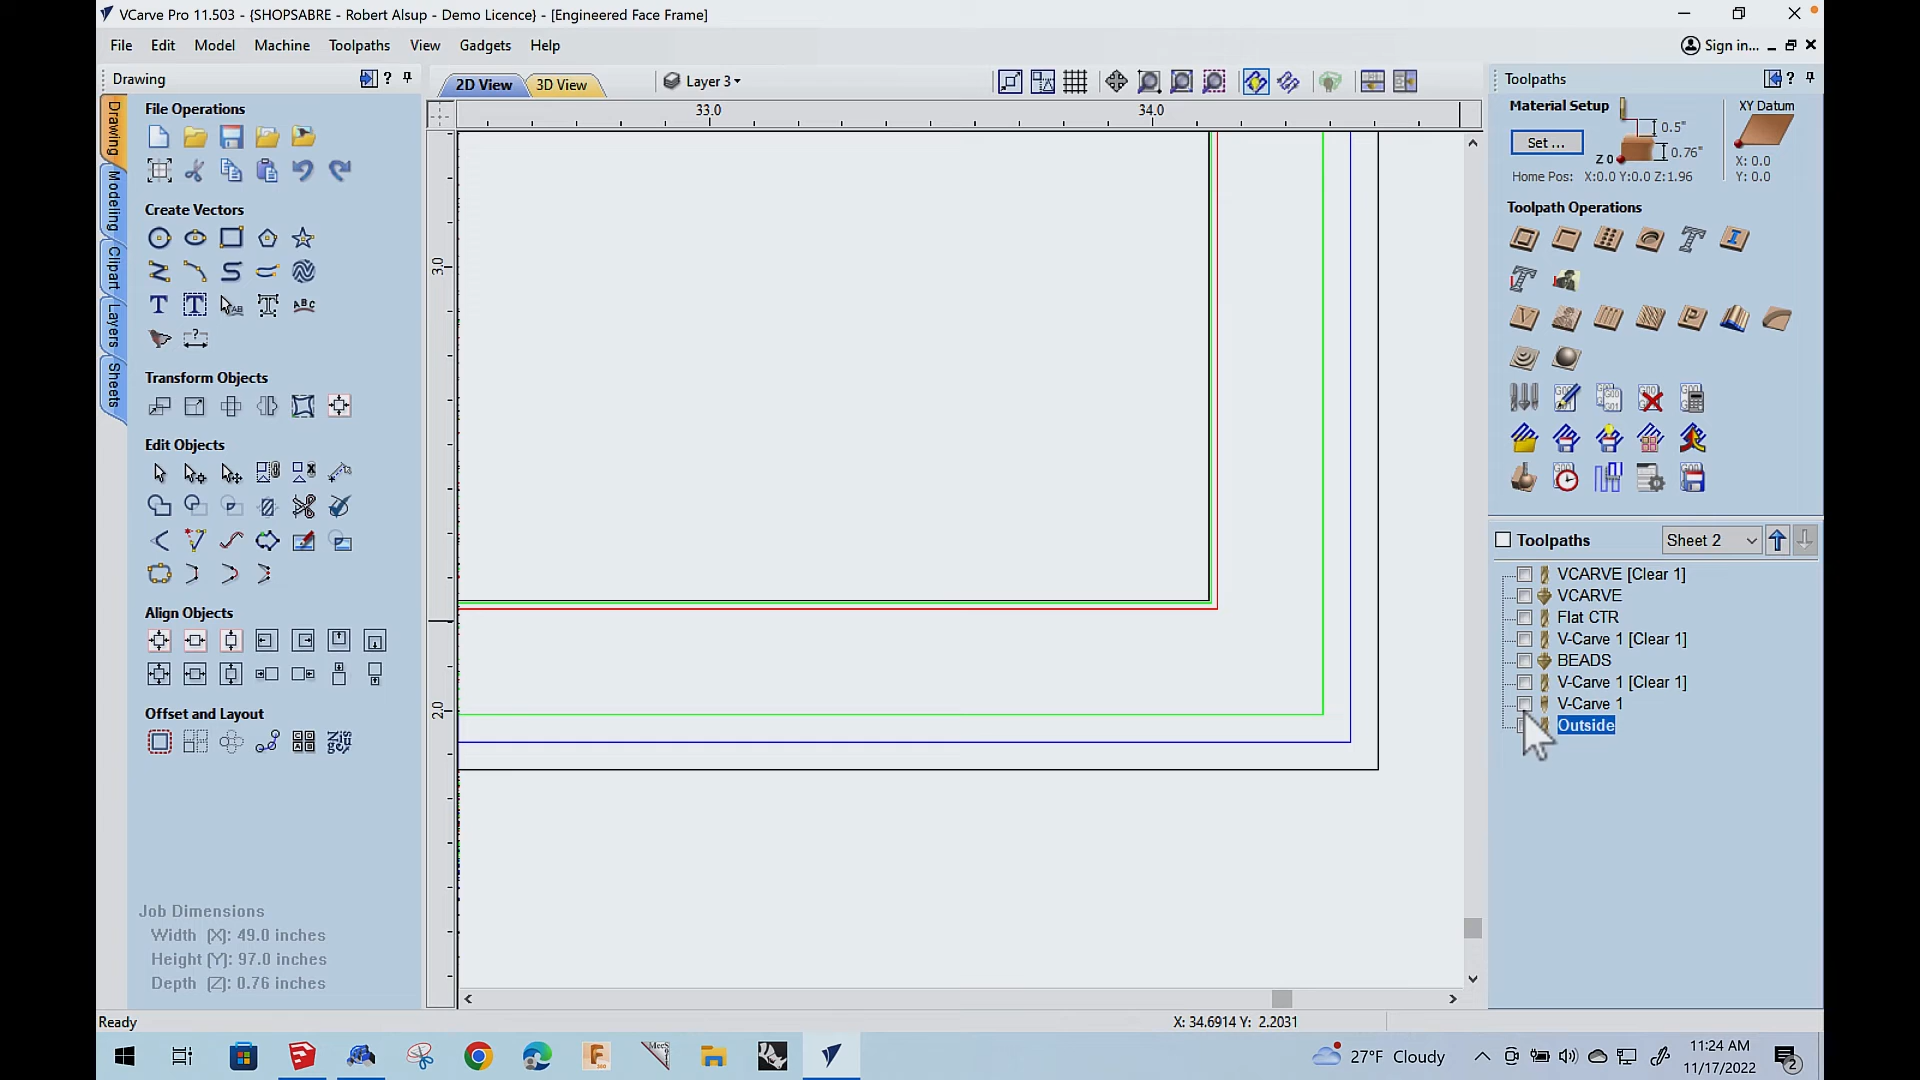 VCarve Pro 11.503 - {SHOPSABRE - Robert Alsup - Demo Licence} - [Engineered Face Frame]
File Edit Model Machine Toolpaths View Gadgets Help
Sign in...
Drawing
2D View
3D View
Layer 3
Toolpaths
File Operations
Create Vectors
Transform Objects
Edit Objects
Align Objects
Offset and Layout
Job Dimensions
Width (X): 49.0 inches
Height (Y): 97.0 inches
Depth (Z): 0.76 inches
Drawing
Modeling
Clipart
Layers
Sheets
33.0
34.0
3.0
2.0
Material Setup
XY Datum
Set ...
0.5"
0.76"
Z 0
X: 0.0
Y: 0.0
Home Pos: X:0.0 Y:0.0 Z:1.96
Toolpath Operations
Toolpaths
Sheet 2
VCARVE [Clear 1]
VCARVE
Flat CTR
V-Carve 1 [Clear 1]
BEADS
V-Carve 1 [Clear 1]
V-Carve 1
Outside
Ready
X: 34.6914 Y: 2.2031
27°F Cloudy
11:24 AM
11/17/2022
2